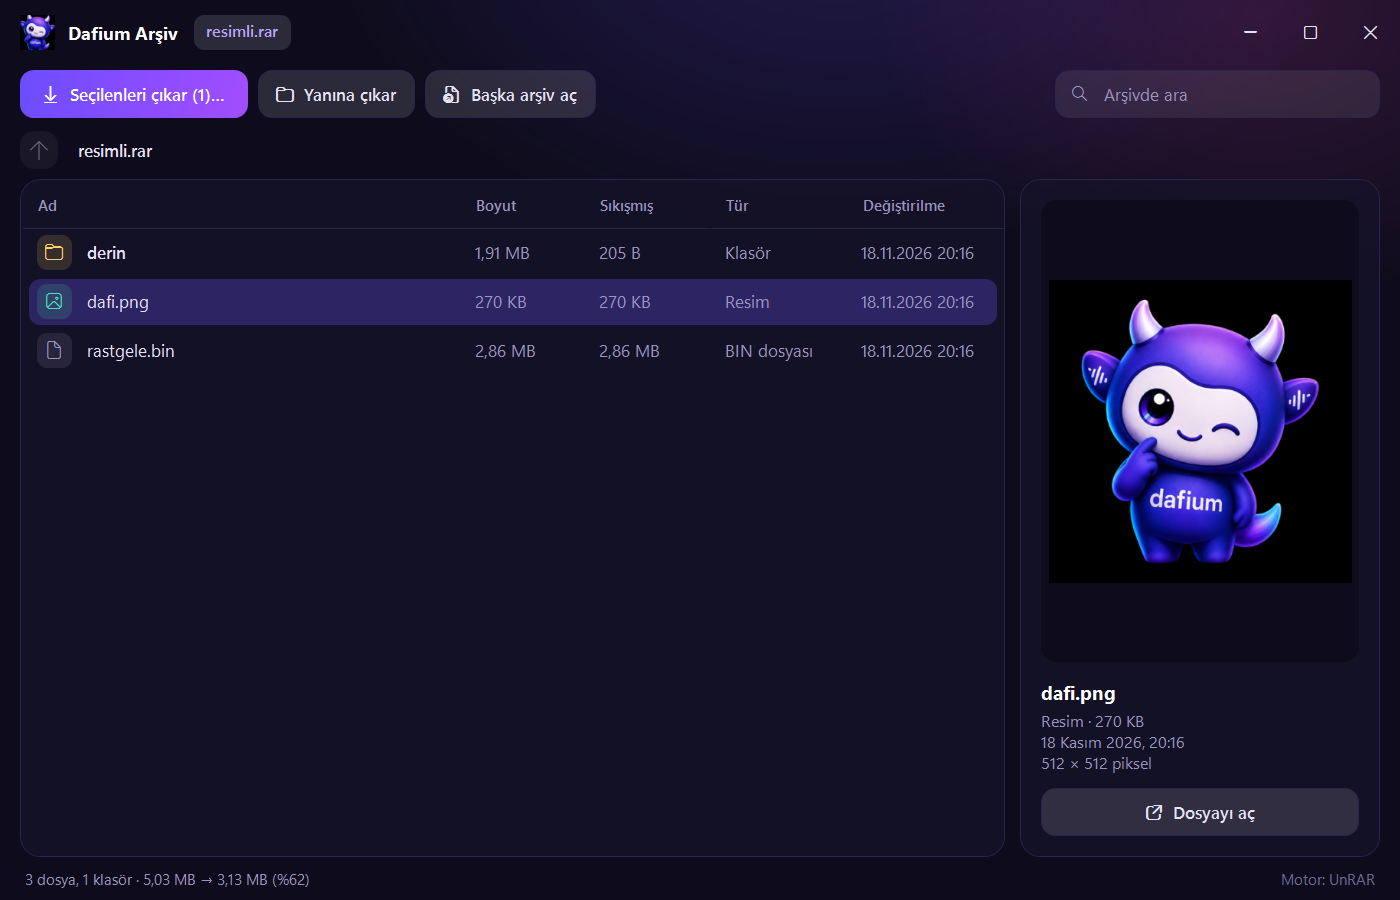 Dafium Arşiv
resimli.rar
Seçilenleri çıkar (1)...
Yanına çıkar
Başka arşiv aç
Arşivde ara
resimli.rar
Ad Boyut Sıkışmış Tür Değiştirilme
derin 1,91 MB 205 B Klasör 18.11.2026 20:16
dafi.png 270 KB 270 KB Resim 18.11.2026 20:16
rastgele.bin 2,86 MB 2,86 MB BIN dosyası 18.11.2026 20:16
dafium
dafi.png
Resim · 270 KB
18 Kasım 2026, 20:16
512 × 512 piksel
Dosyayı aç
3 dosya, 1 klasör · 5,03 MB → 3,13 MB (%62)
Motor: UnRAR